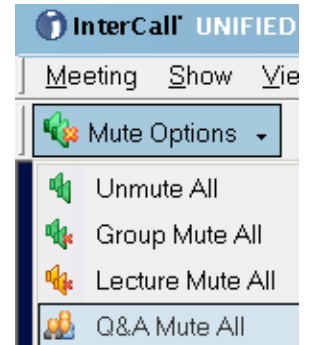 InterCall UNIFIED
Meeting Show Vie
Mute Options
Unmute All
Group Mute All
Lecture Mute All
Q&A Mute All